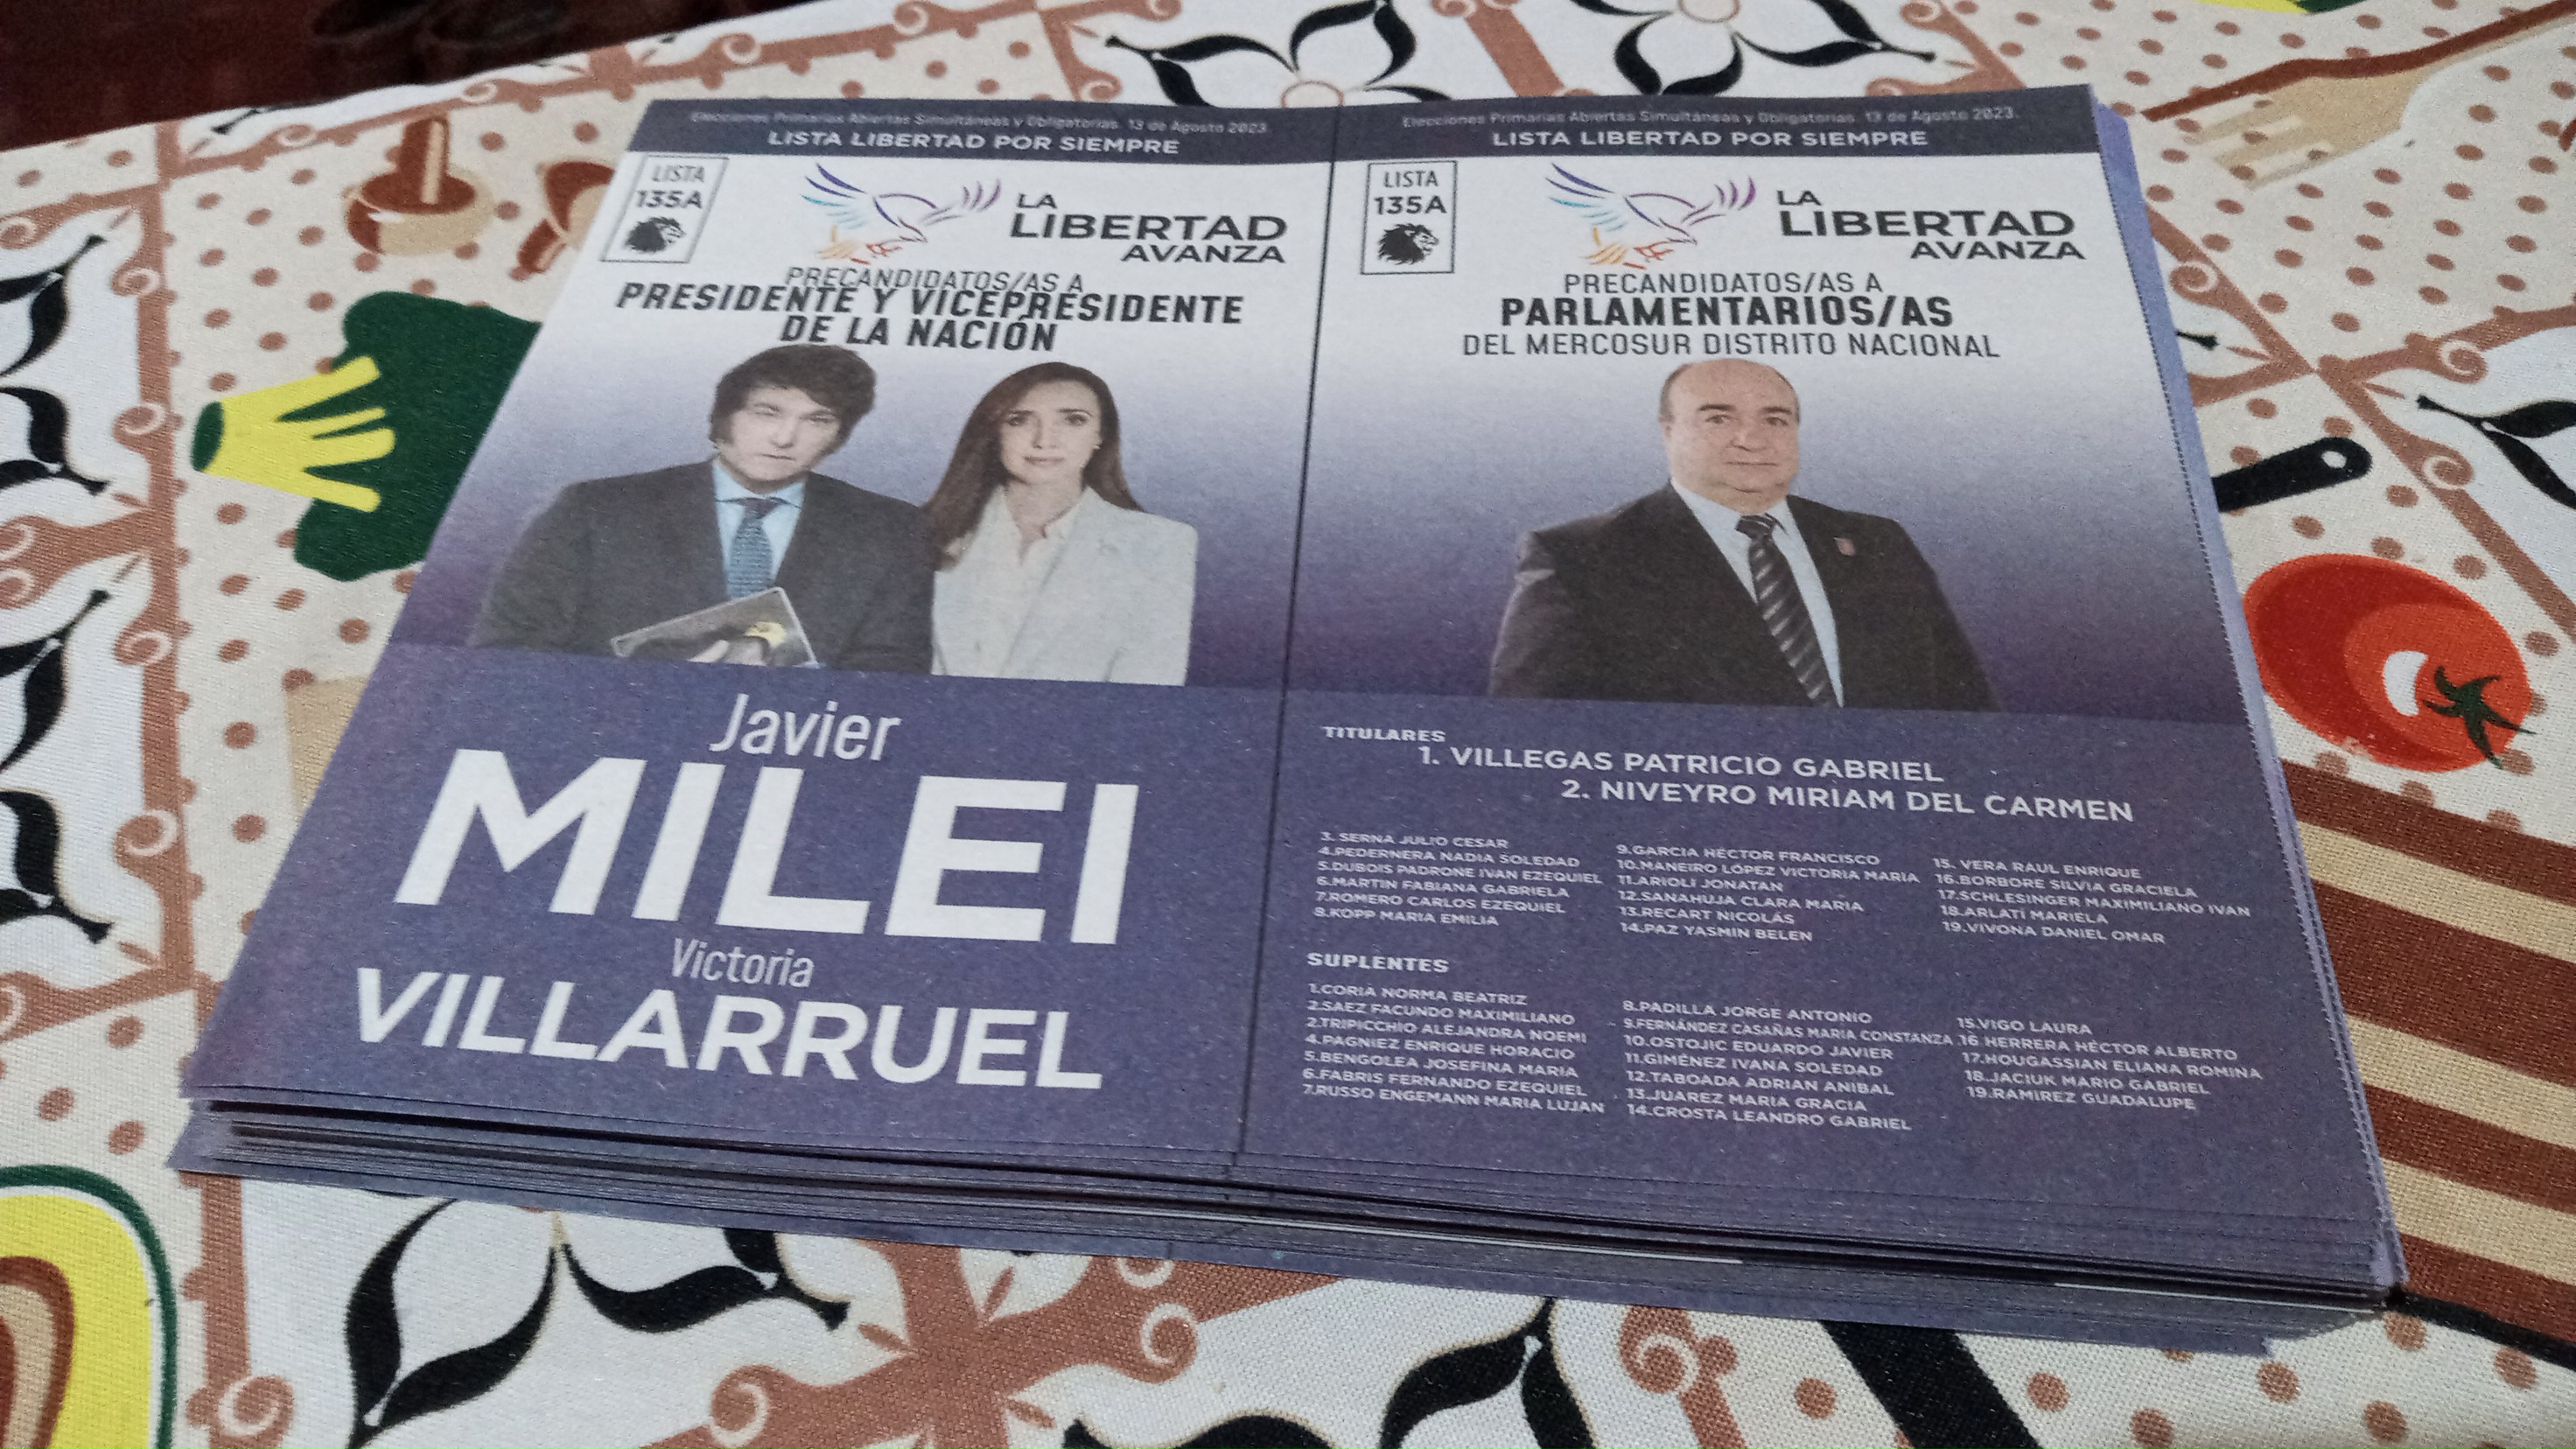 Elecciones Primarias Abiertas Simultáneas y Obligatorias. 13 de Agosto 2023.
LISTA LIBERTAD POR SIEMPRE
LISTA
135A
LA
LIBERTAD
AVANZA
PRECANDIDATOS/AS A
PRESIDENTE Y VICEPRESIDENTE
DE LA NACIÓN
Javier
MILEI
Victoria
VILLARRUEL
Elecciones Primarias Abiertas Simultáneas y Obligatorias. 13 de Agosto 2023.
LISTA LIBERTAD POR SIEMPRE
LISTA
135A
LA
LIBERTAD
AVANZA
PRECANDIDATOS/AS A
PARLAMENTARIOS/AS
DEL MERCOSUR DISTRITO NACIONAL
TITULARES
1. VILLEGAS PATRICIO GABRIEL
2. NIVEYRO MIRIAM DEL CARMEN
3. SERNA JULIO CESAR
4.PEDERNERA NADIA SOLEDAD
5.DUBOIS PADRONE IVAN EZEQUIEL
6.MARTIN FABIANA GABRIELA
7.ROMERO CARLOS EZEQUIEL
8.KOPP MARIA EMILIA
9.GARCIA HÉCTOR FRANCISCO
10.MANEIRO LÓPEZ VICTORIA MARIA
11.ARIOLI JONATAN
12.SANAHUJA CLARA MARIA
13.RECART NICOLÁS
14.PAZ YASMIN BELEN
15. VERA RAUL ENRIQUE
16.BORBORE SILVIA GRACIELA
17.SCHLESINGER MAXIMILIANO IVAN
18.ARLATI MARIELA
19.VIVONA DANIEL OMAR
SUPLENTES
1.CORIA NORMA BEATRIZ
2.SAEZ FACUNDO MAXIMILIANO
2.TRIPICCHIO ALEJANDRA NOEMI
4.PAGNIEZ ENRIQUE HORACIO
5.BENGOLEA JOSEFINA MARIA
6.FABRIS FERNANDO EZEQUIEL
7.RUSSO ENGEMANN MARIA LUJAN
8.PADILLA JORGE ANTONIO
9.FERNÁNDEZ CASAÑAS MARIA CONSTANZA
10.OSTOJIC EDUARDO JAVIER
11.GIMÉNEZ IVANA SOLEDAD
12.TABOADA ADRIAN ANIBAL
13.JUAREZ MARIA GRACIA
14.CROSTA LEANDRO GABRIEL
15.VIGO LAURA
16.HERRERA HÉCTOR ALBERTO
17.HOUGASSIAN ELIANA ROMINA
18.JACIUK MARIO GABRIEL
19.RAMIREZ GUADALUPE